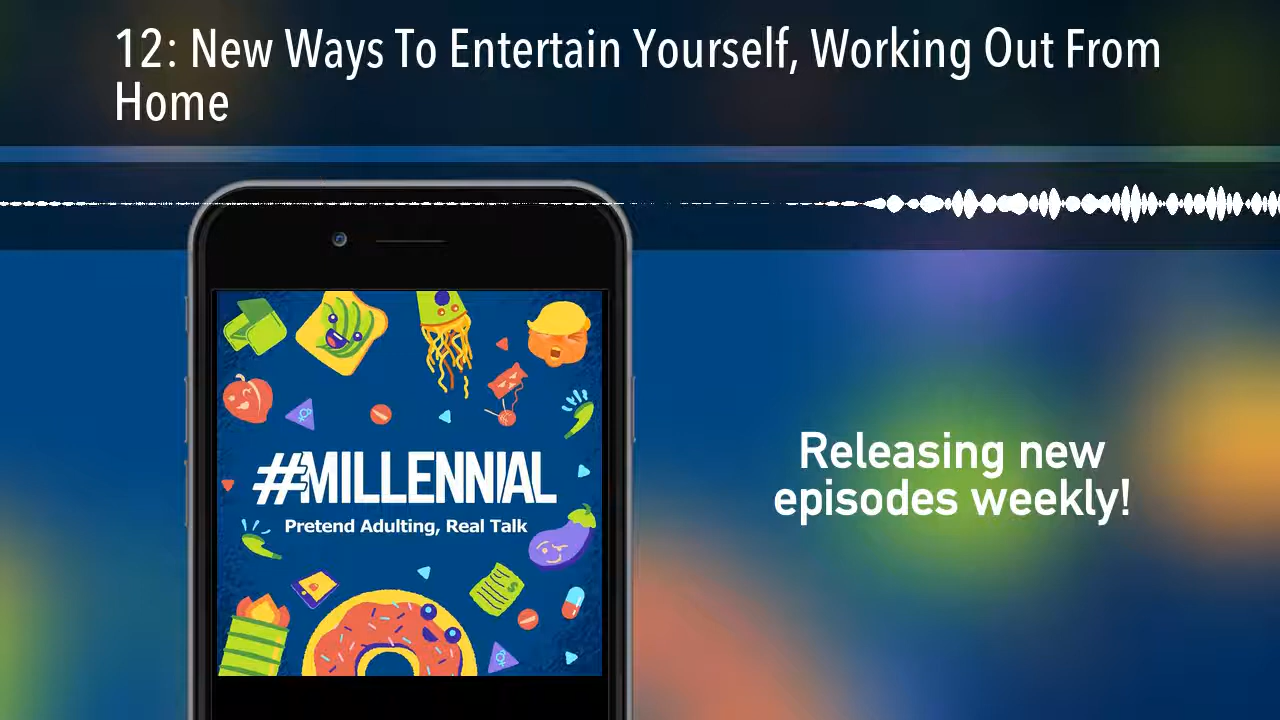 12: New Ways To Entertain Yourself, Working Out From
Home
#MILLENNIAL
Pretend Adulting, Real Talk
Releasing new
episodes weekly!